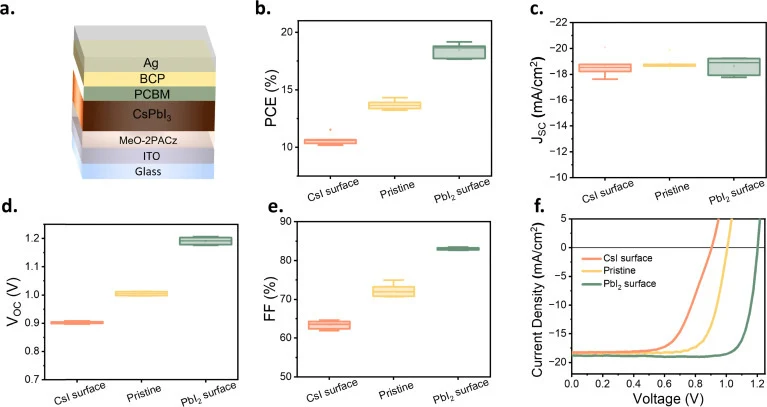 a.
Ag
BCP
PCBM
CsPbI₃
MeO-2PACz
ITO
Glass
b.
PCE (%)
20
15
10
CsI surface
Pristine
PbI₂ surface
c.
J_SC (mA/cm²)
−22
−20
−18
−16
−14
−12
−10
CsI surface
Pristine
PbI₂ surface
d.
V_OC (V)
1.2
1.1
1.0
0.9
0.8
0.7
CsI surface
Pristine
PbI₂ surface
e.
FF (%)
90
80
70
60
50
CsI surface
Pristine
PbI₂ surface
f.
Current Density (mA/cm²)
5
0
−5
−10
−15
−20
CsI surface
Pristine
PbI₂ surface
0.0 0.2 0.4 0.6 0.8 1.0 1.2
Voltage (V)